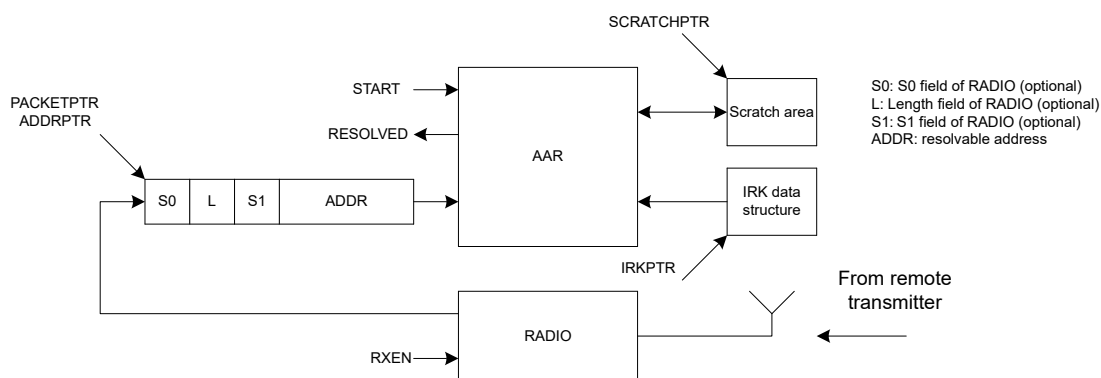 SCRATCHPTR
S0: S0 field of RADIO (optional)
L: Length field of RADIO (optional)
S1: S1 field of RADIO (optional)
ADDR: resolvable address
PACKETPTR
ADDRPTR
START
RESOLVED
AAR
Scratch area
S0
L
S1
ADDR
IRK data
structure
IRKPTR
From remote
transmitter
RADIO
RXEN